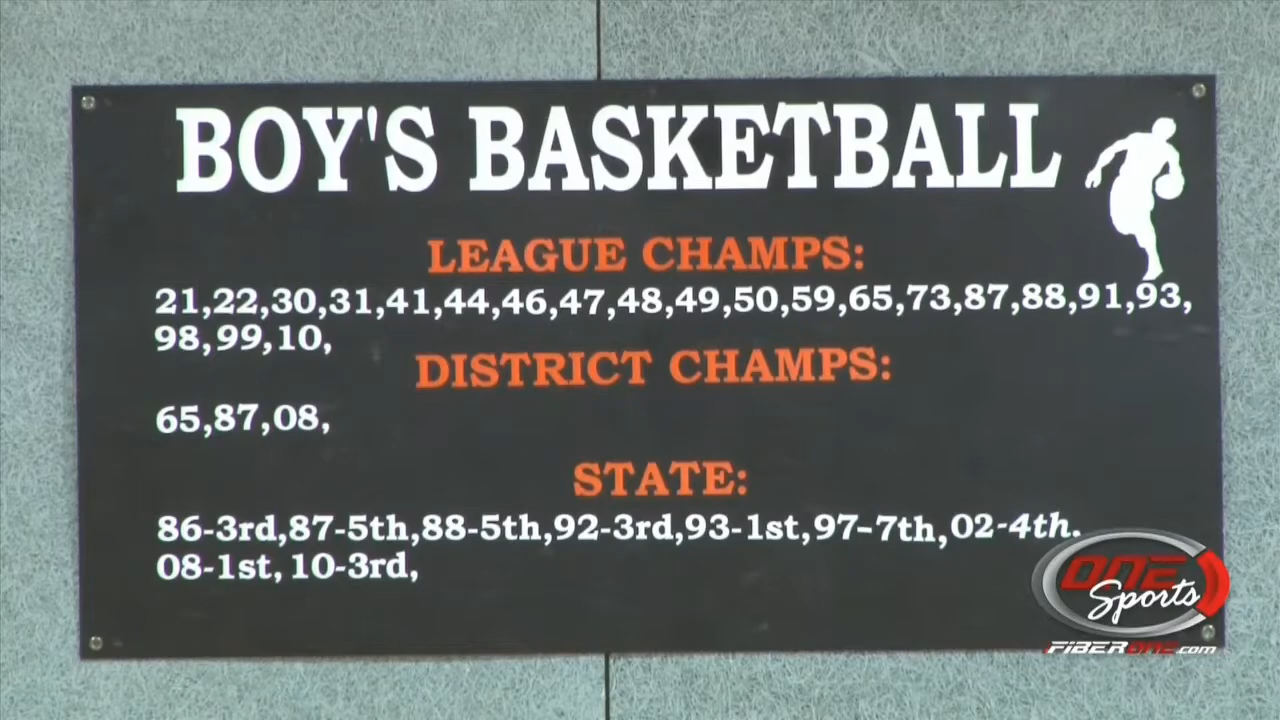 BOY'S BASKETBALL
LEAGUE CHAMPS:
21,22,30,31,41,44,46,47,48,49,50,59,65,73,87,88,91,93,
98,99,10,
DISTRICT CHAMPS:
65,87,08,
STATE:
86-3rd,87-5th,88-5th,92-3rd,93-1st,97-7th,02-4th.
08-1st, 10-3rd,
ONE
Sports
FIBERONE.com